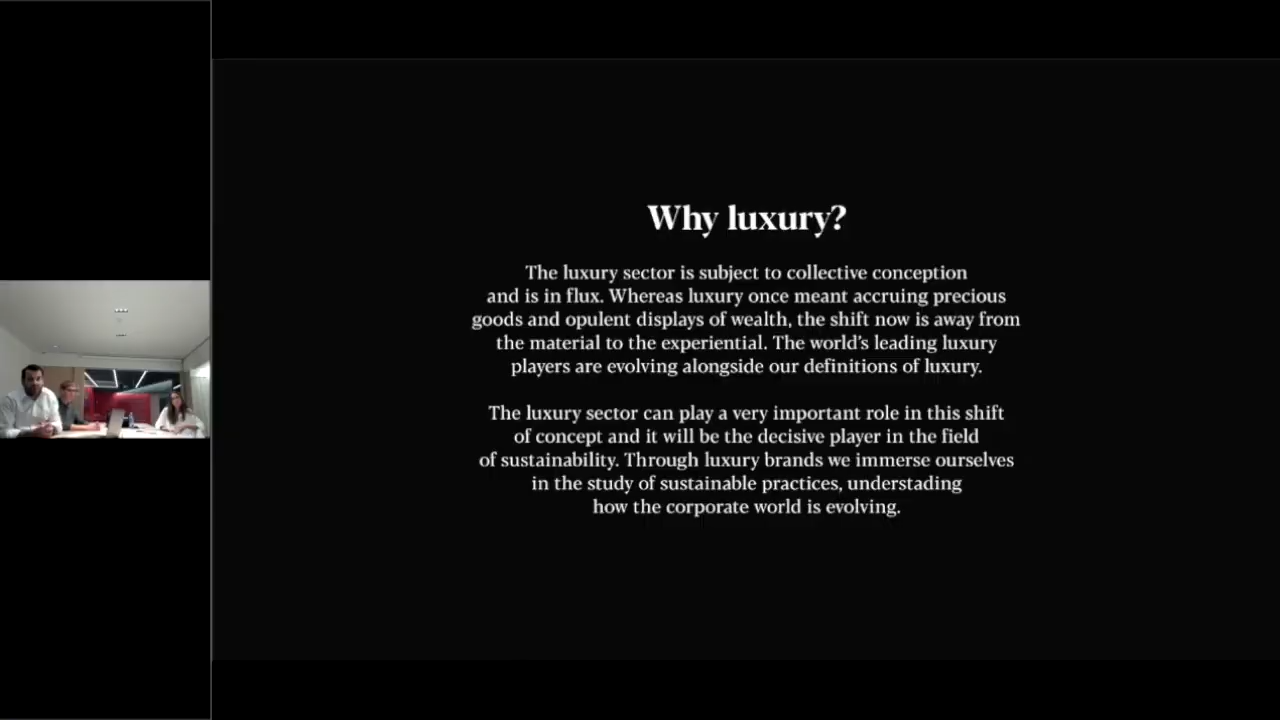 Why luxury?
The luxury sector is subject to collective conception
and is in flux. Whereas luxury once meant accruing precious
goods and opulent displays of wealth, the shift now is away from
the material to the experiential. The world's leading luxury
players are evolving alongside our definitions of luxury.
The luxury sector can play a very important role in this shift
of concept and it will be the decisive player in the field
of sustainability. Through luxury brands we immerse ourselves
in the study of sustainable practices, understading
how the corporate world is evolving.